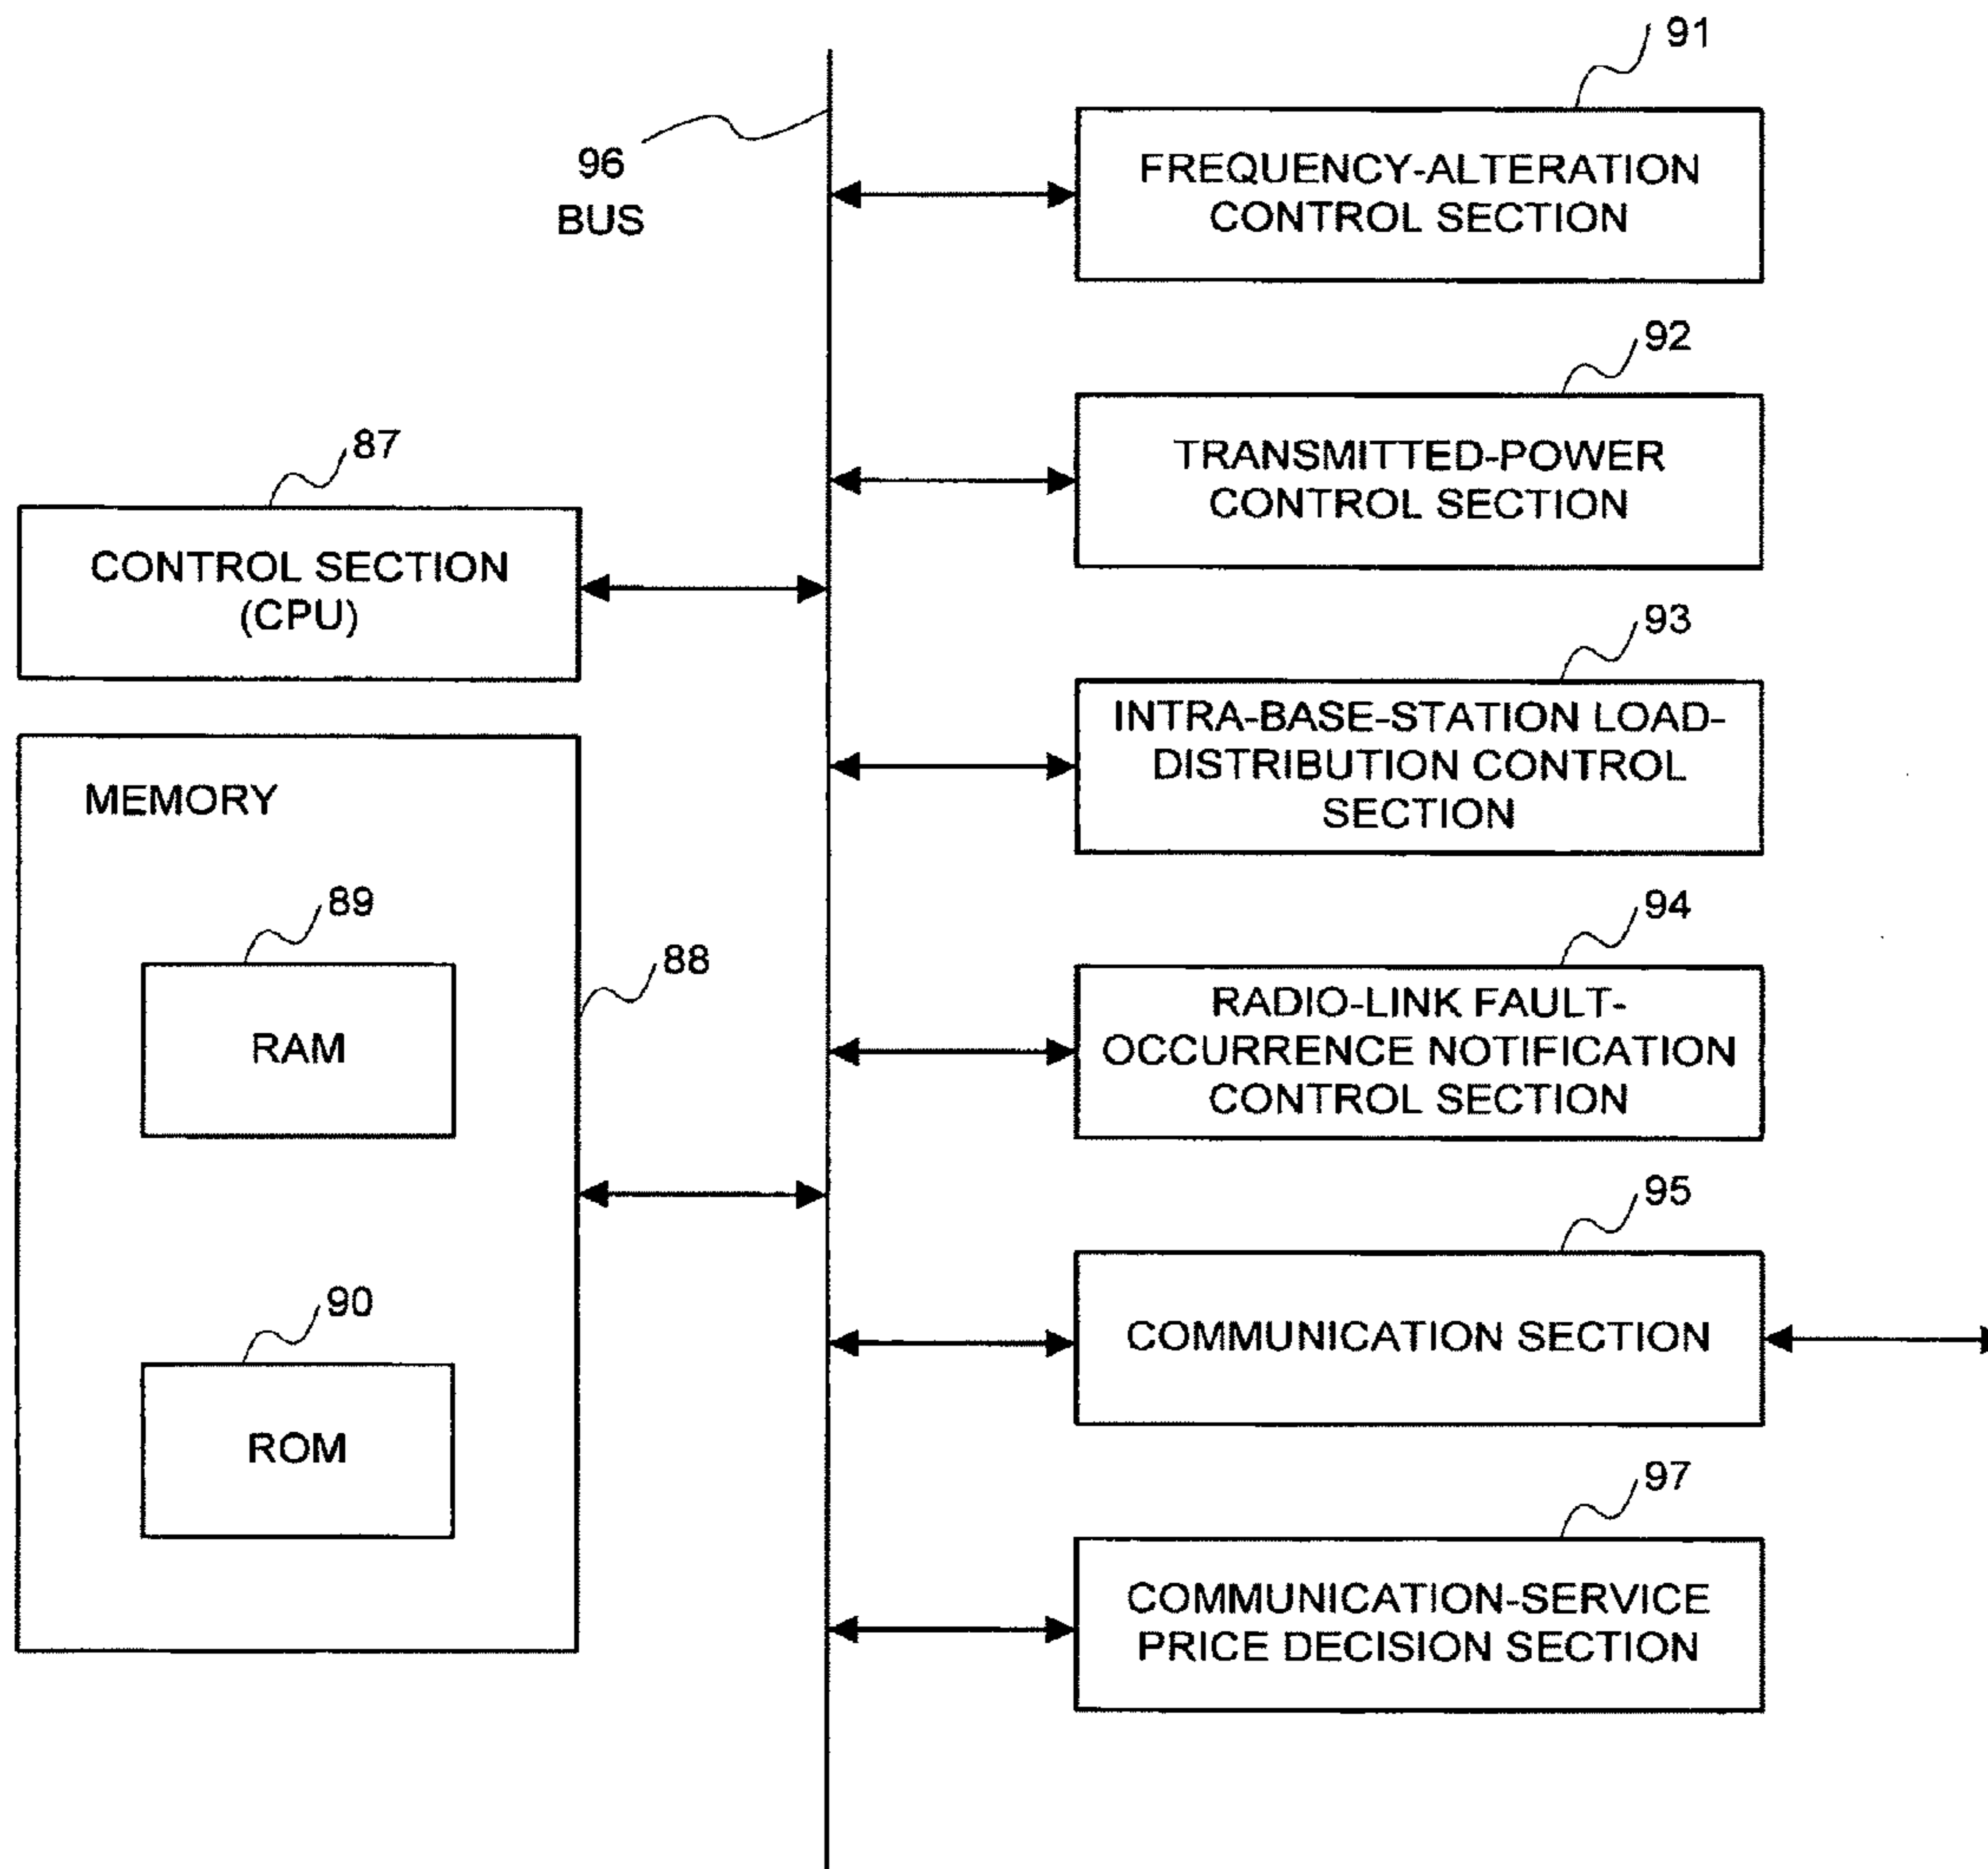 91
FREQUENCY-ALTERATION
CONTROL SECTION
96
BUS
92
TRANSMITTED-POWER
CONTROL SECTION
87
CONTROL SECTION
(CPU)
93
INTRA-BASE-STATION LOAD-
DISTRIBUTION CONTROL
SECTION
MEMORY
89
RAM
88
94
RADIO-LINK FAULT-
OCCURRENCE NOTIFICATION
CONTROL SECTION
90
ROM
95
COMMUNICATION SECTION
97
COMMUNICATION-SERVICE
PRICE DECISION SECTION